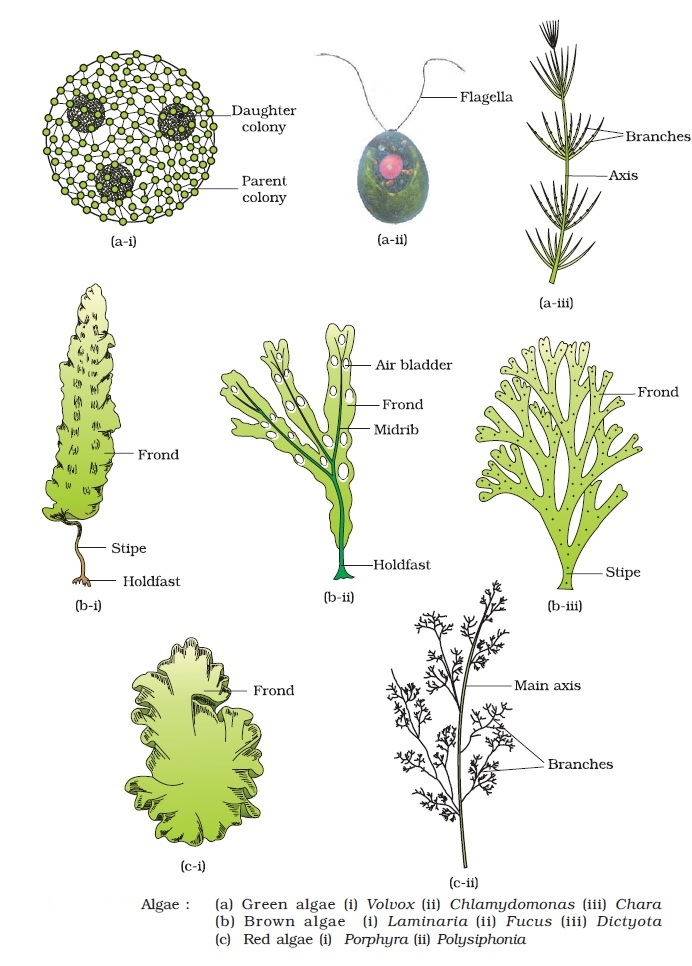 Daughter
colony
Parent
colony
(a-i)
Flagella
(a-ii)
Branches
Axis
(a-iii)
Frond
Stipe
Holdfast
(b-i)
Air bladder
Frond
Midrib
Holdfast
(b-ii)
Frond
Stipe
(b-iii)
Frond
(c-i)
Main axis
Branches
(c-ii)
Algae : (a) Green algae (i) Volvox (ii) Chlamydomonas (iii) Chara
(b) Brown algae (i) Laminaria (ii) Fucus (iii) Dictyota
(c) Red algae (i) Porphyra (ii) Polysiphonia